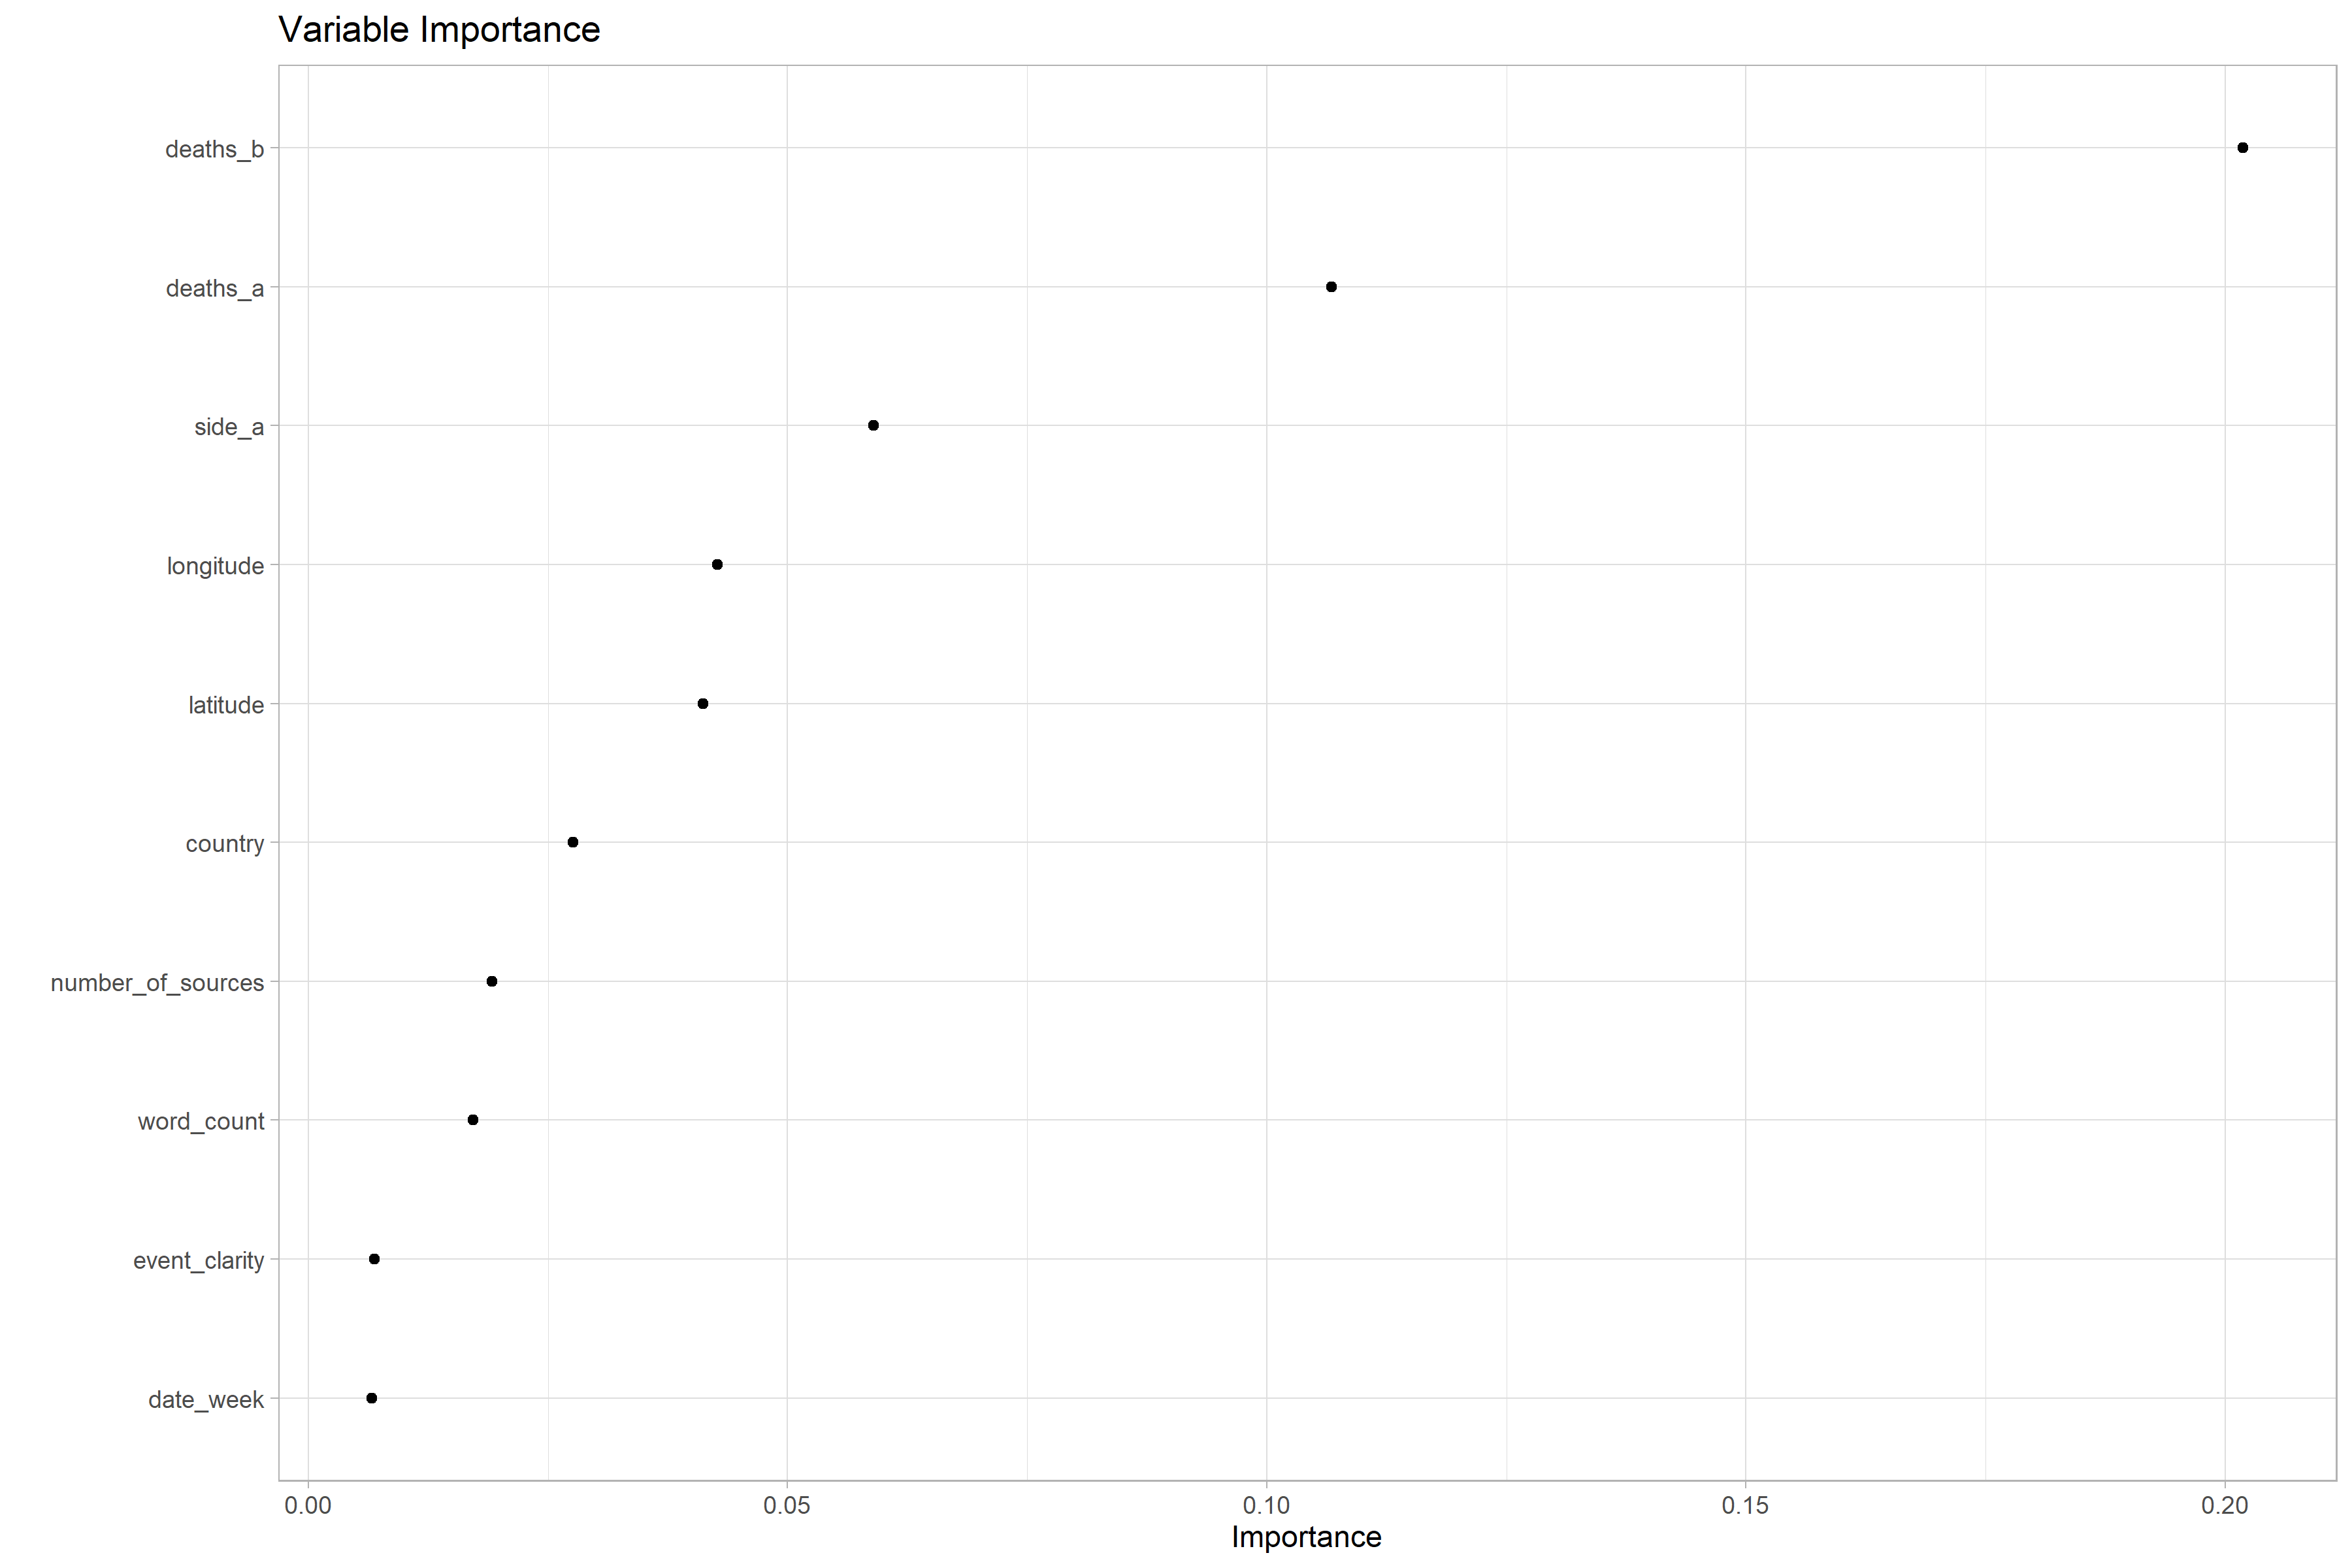 Variable Importance
deaths_b
deaths_a
side_a
longitude
latitude
country
number_of_sources
word_count
event_clarity
date_week
0.00 0.05 0.10 0.15 0.20
Importance